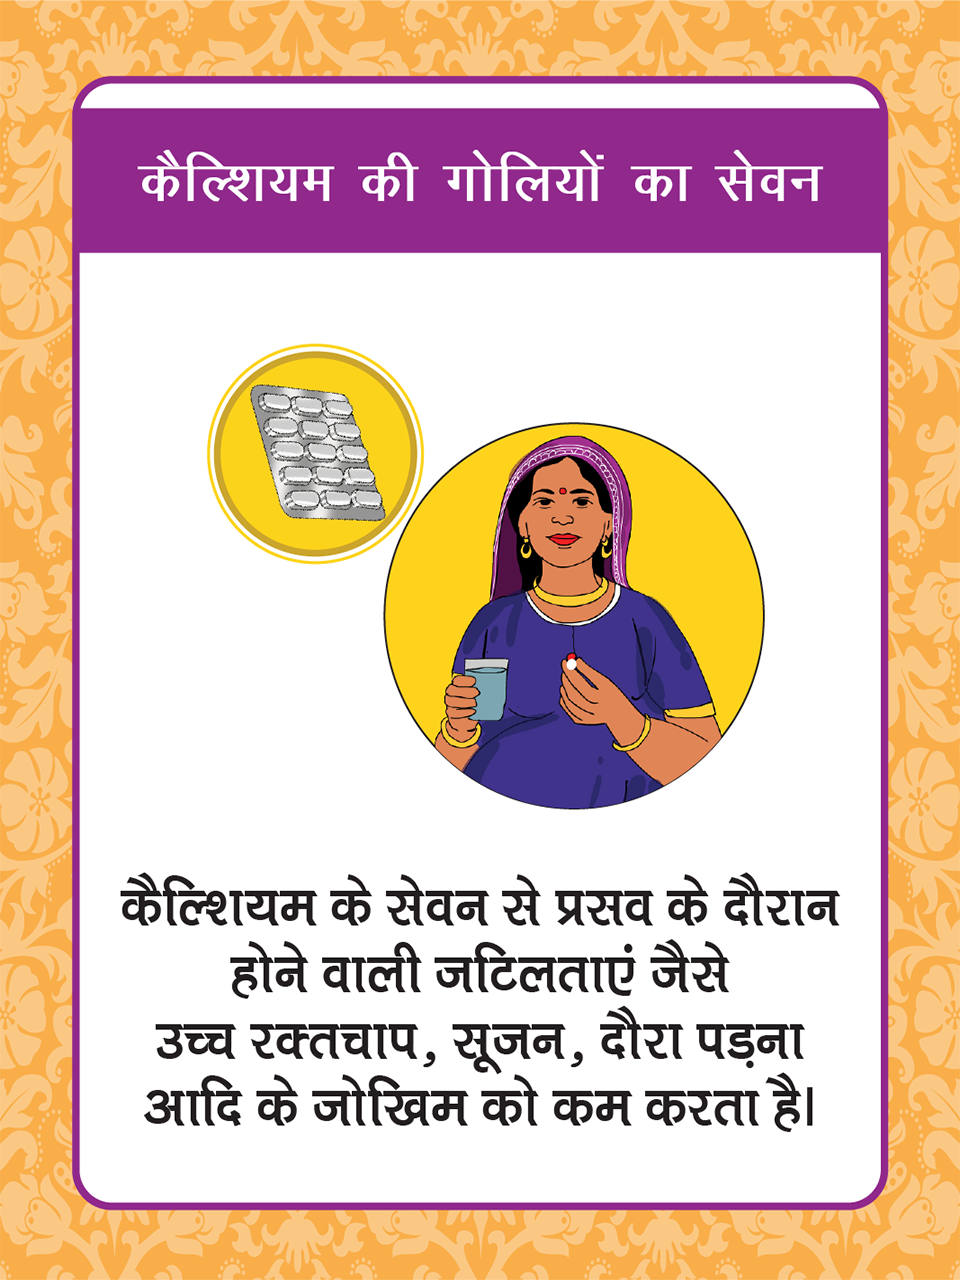 कैल्शियम की गोलियों का सेवन
कैल्शियम के सेवन से प्रसव के दौरान
होने वाली जटिलताएं जैसे
उच्च रक्तचाप, सूजन, दौरा पड़ना
आदि के जोखिम को कम करता है।